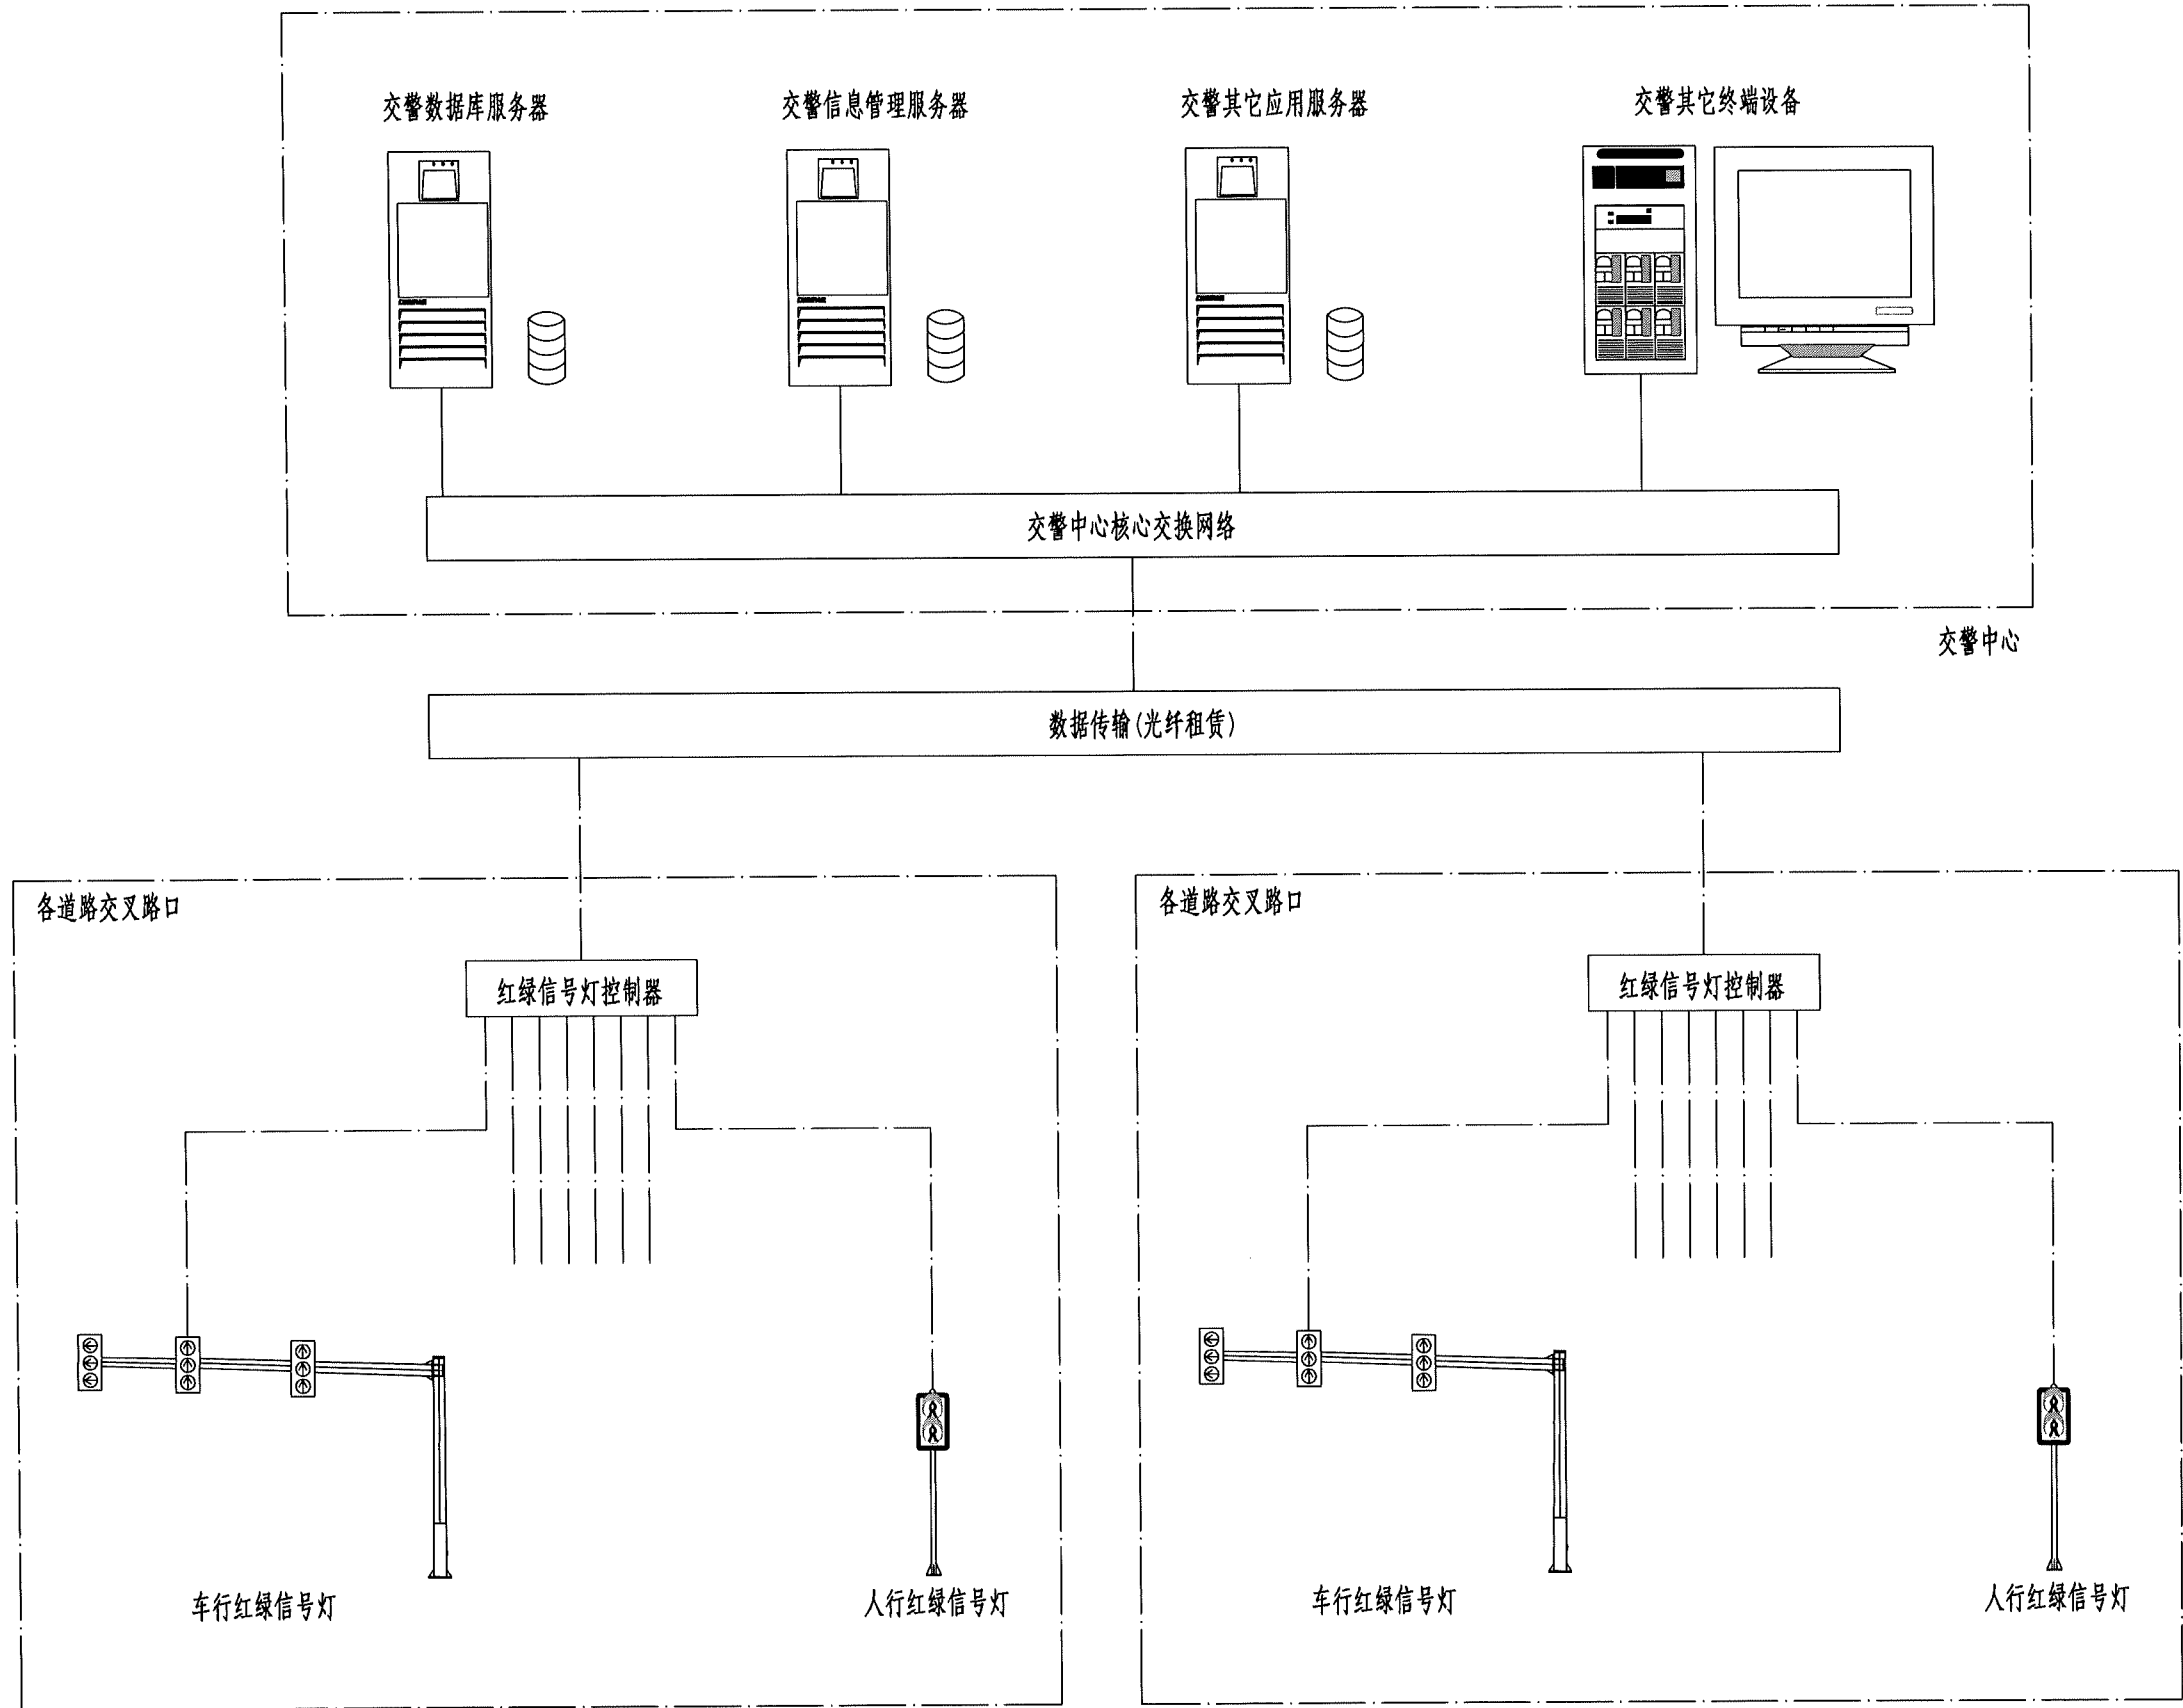 交警数据库服务器
交警信息管理服务器
交警其它应用服务器
交警其它终端设备
交警中心核心交换网络
交警中心
数据传输(光纤租赁)
各道路交叉路口
各道路交叉路口
红绿信号灯控制器
红绿信号灯控制器
车行红绿信号灯
人行红绿信号灯
车行红绿信号灯
人行红绿信号灯